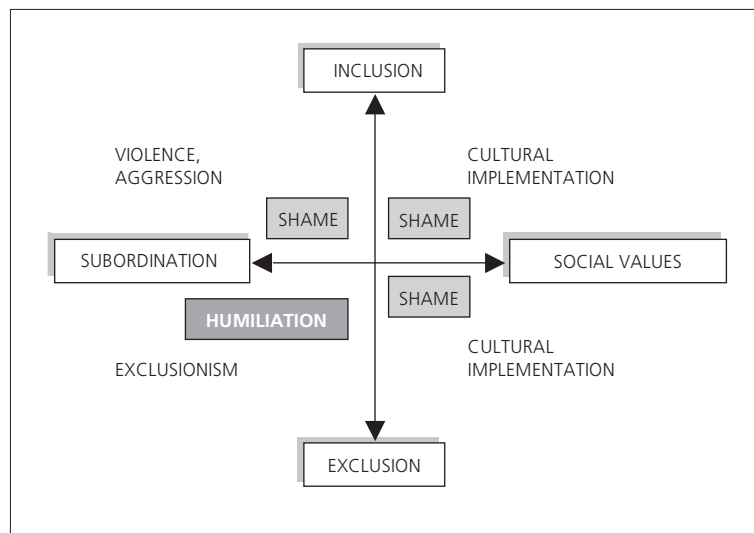 INCLUSION
VIOLENCE,
AGGRESSION
CULTURAL
IMPLEMENTATION
SHAME
SHAME
SUBORDINATION
SOCIAL VALUES
SHAME
HUMILIATION
EXCLUSIONISM
CULTURAL
IMPLEMENTATION
EXCLUSION